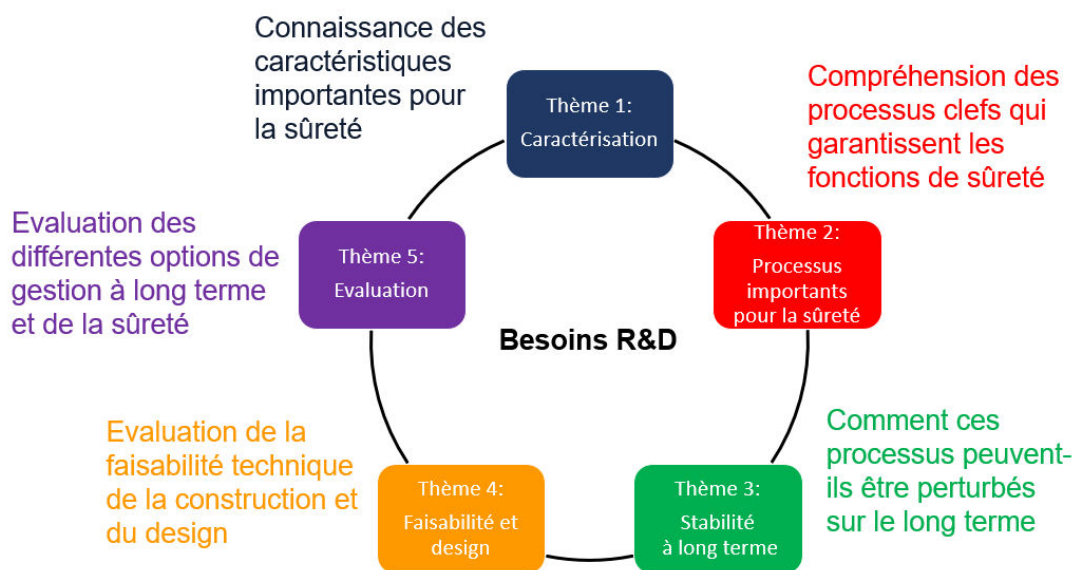 Connaissance des
caractéristiques
importantes pour
la sûreté
Thème 1:
Caractérisation
Compréhension des
processus clefs qui
garantissent les
fonctions de sûreté
Thème 2:
Processus
importants
pour la sûreté
Evaluation des
différentes options de
gestion à long terme
et de la sûreté
Thème 5:
Evaluation
Besoins R&D
Evaluation de la
faisabilité technique
de la construction et
du design
Thème 4:
Faisabilité et
design
Thème 3:
Stabilité
à long terme
Comment ces
processus peuvent-
ils être perturbés
sur le long terme